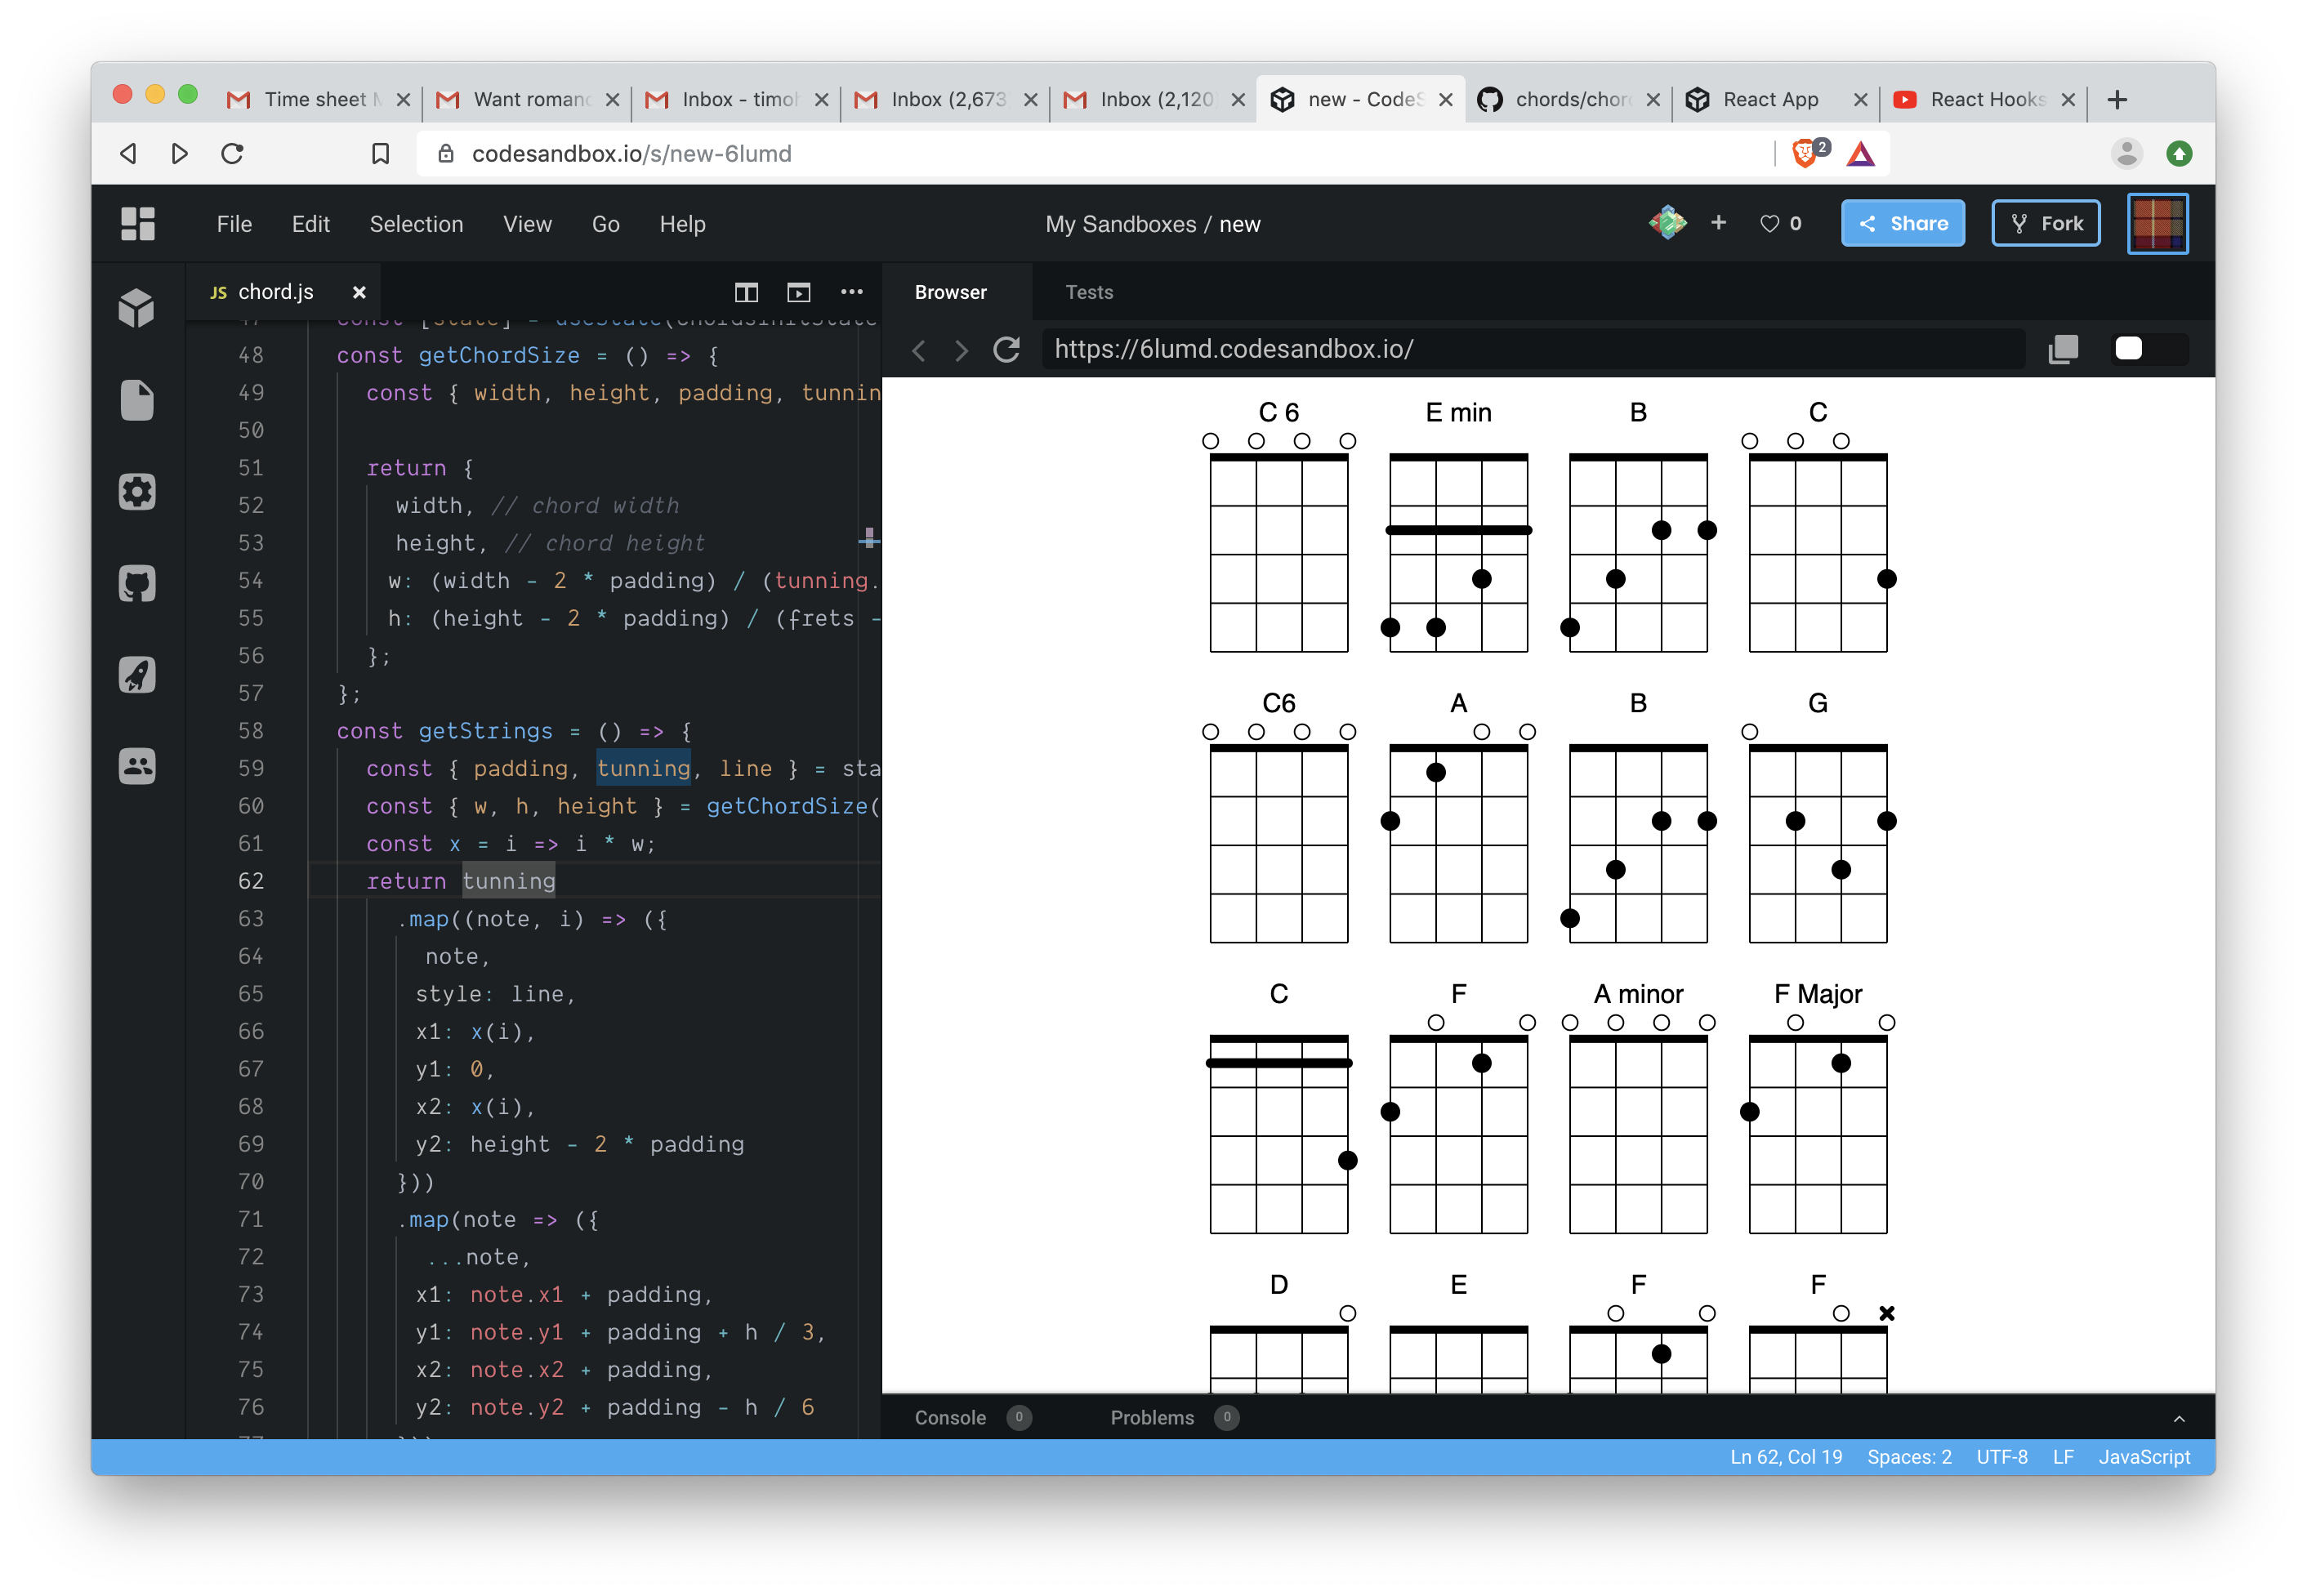 Time sheet
Want roman
Inbox - timoh
Inbox (2,673
Inbox (2,120
new - CodeS
chords/chor
React App
React Hooks
codesandbox.io/s/new-6lumd
2
File
Edit
Selection
View
Go
Help
My Sandboxes / new
0
Share
Fork
JS chord.js
48 const getChordSize = () => {
49 const { width, height, padding, tunnin
50
51 return {
52 width, // chord width
53 height, // chord height
54 w: (width - 2 * padding) / (tunning.
55 h: (height - 2 * padding) / (frets -
56 };
57 };
58 const getStrings = () => {
59 const { padding, tunning, line } = sta
60 const { w, h, height } = getChordSize(
61 const x = i => i * w;
62 return tunning
63 .map((note, i) => ({
64 note,
65 style: line,
66 x1: x(i),
67 y1: 0,
68 x2: x(i),
69 y2: height - 2 * padding
70 }))
71 .map(note => ({
72 ...note,
73 x1: note.x1 + padding,
74 y1: note.y1 + padding + h / 3,
75 x2: note.x2 + padding,
76 y2: note.y2 + padding - h / 6
Browser
Tests
https://6lumd.codesandbox.io/
C 6
E min
B
C
C6
A
B
G
C
F
A minor
F Major
D
E
F
F
Console 0
Problems 0
Ln 62, Col 19
Spaces: 2
UTF-8
LF
JavaScript